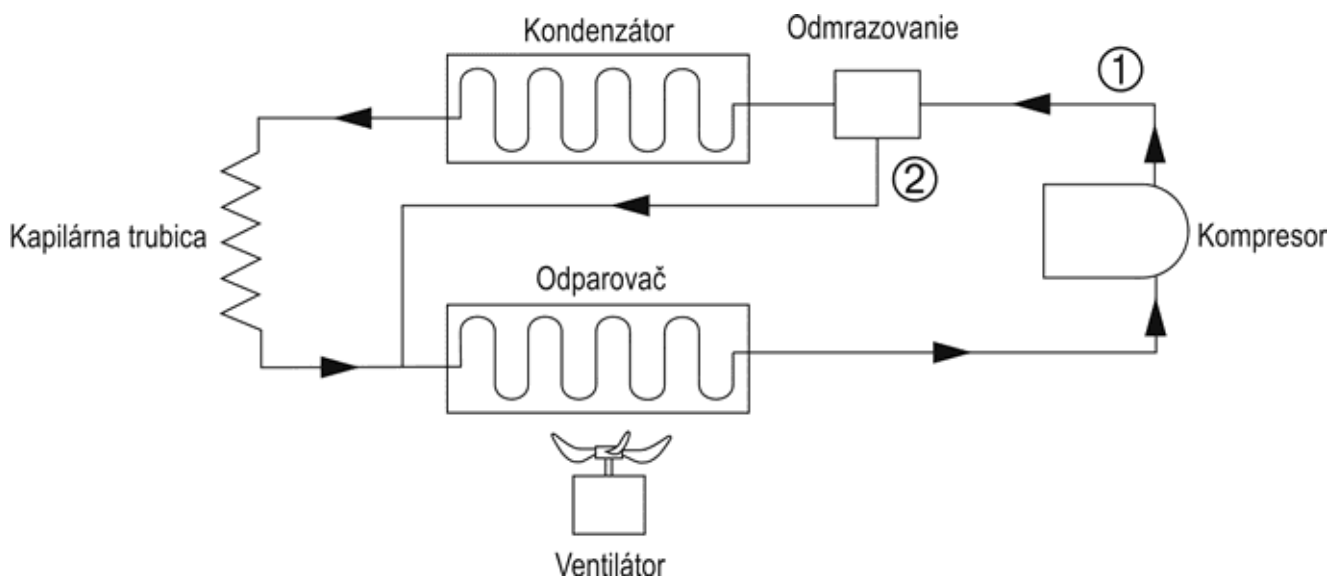 Kondenzátor
Odmrazovanie
①
②
Kapilárna trubica
Kompresor
Odparovač
Ventilátor